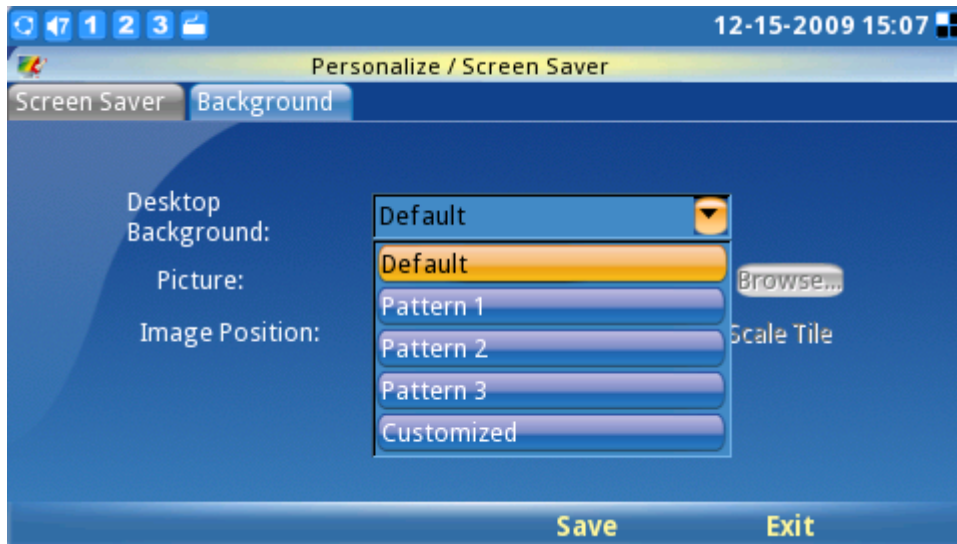 7 1 2 3 12-15-2009 15:07
Personalize / Screen Saver
Screen Saver Background
Desktop
Background:
Default
Default
Picture:
Browse...
Pattern 1
Image Position:
Scale Tile
Pattern 2
Pattern 3
Customized
Save Exit